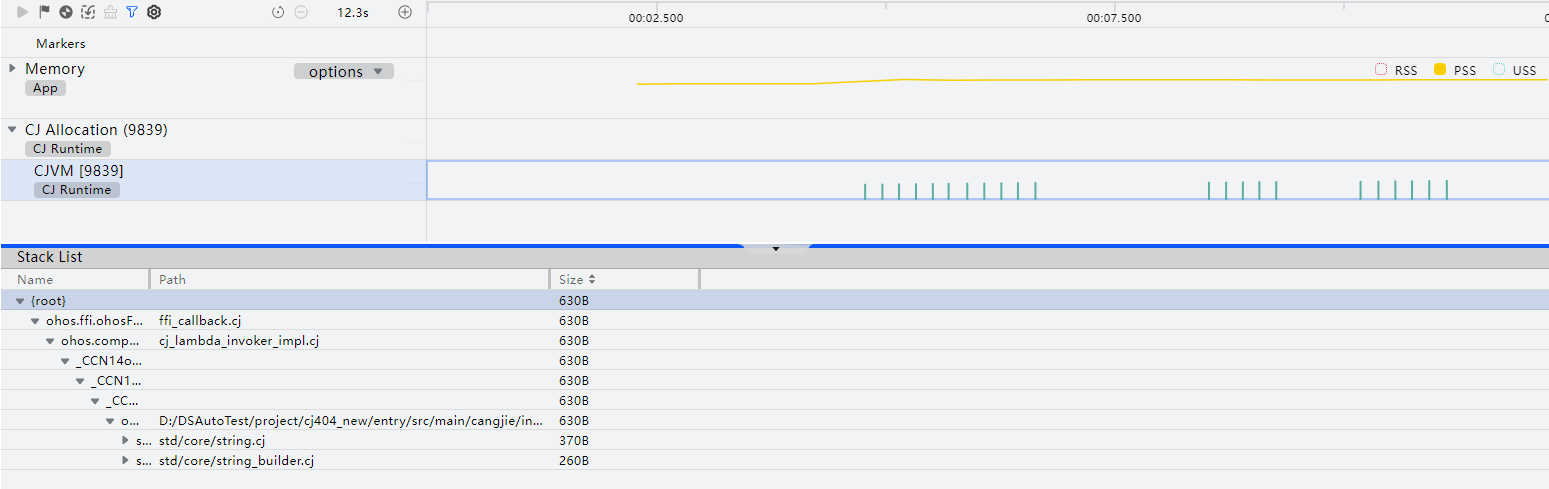 12.3s 00:02.500 00:07.500
Markers
Memory options RSS PSS USS
App
CJ Allocation (9839)
CJ Runtime
CJVM [9839]
CJ Runtime
Stack List
Name Path Size
{root} 630B
ohos.ffi.ohosF... ffi_callback.cj 630B
ohos.comp... cj_lambda_invoker_impl.cj 630B
_CCN14o... 630B
_CCN1... 630B
_CC... 630B
o... D:/DSAutoTest/project/cj404_new/entry/src/main/cangjie/in... 630B
s... std/core/string.cj 370B
s... std/core/string_builder.cj 260B